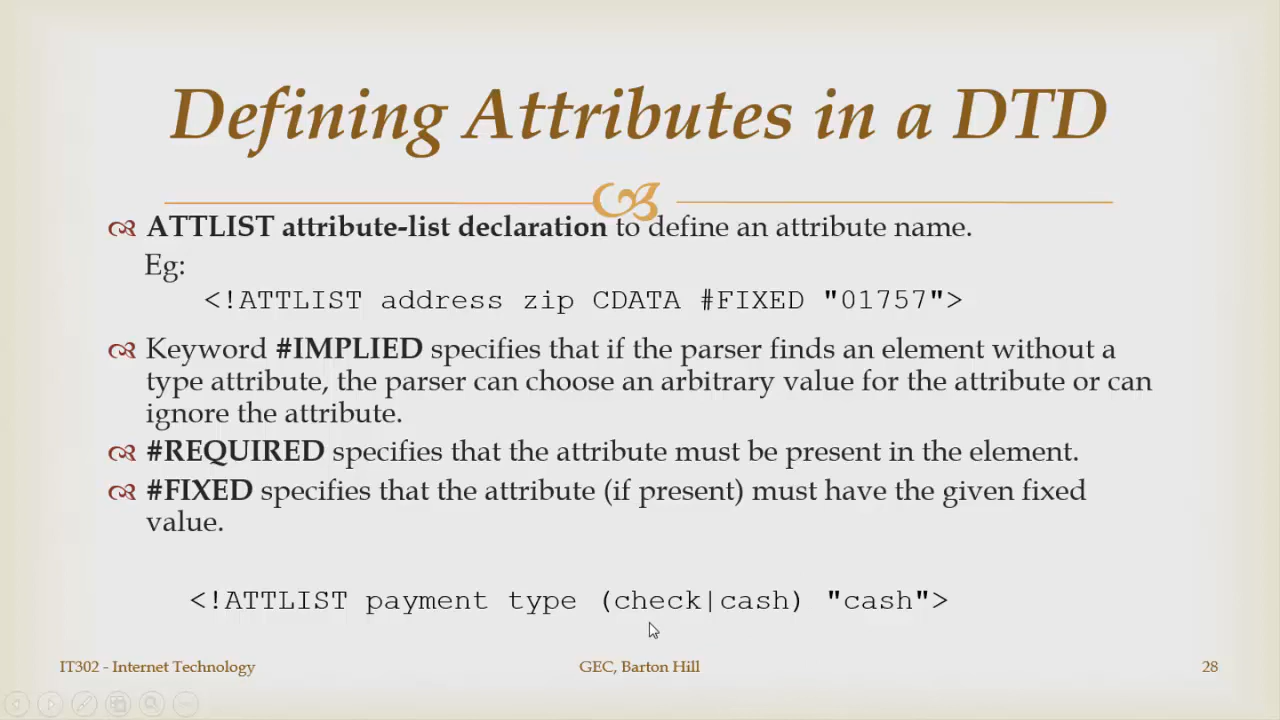 Defining Attributes in a DTD
ATTLIST attribute-list declaration to define an attribute name.
Eg:
<!ATTLIST address zip CDATA #FIXED "01757">
Keyword #IMPLIED specifies that if the parser finds an element without a
type attribute, the parser can choose an arbitrary value for the attribute or can
ignore the attribute.
#REQUIRED specifies that the attribute must be present in the element.
#FIXED specifies that the attribute (if present) must have the given fixed
value.
<!ATTLIST payment type (check|cash) "cash">
IT302 - Internet Technology
GEC, Barton Hill
28